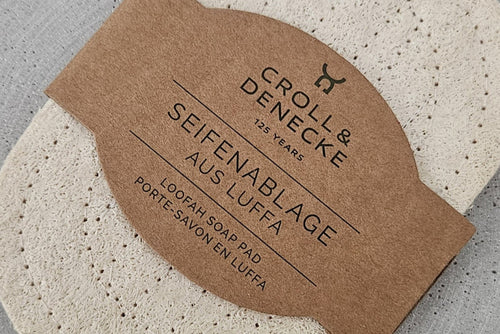 CROLL &
DENECKE
125 YEARS
SEIFENABLAGE
AUS LUFFA
LOOFAH SOAP PAD
PORTE-SAVON EN LUFFA